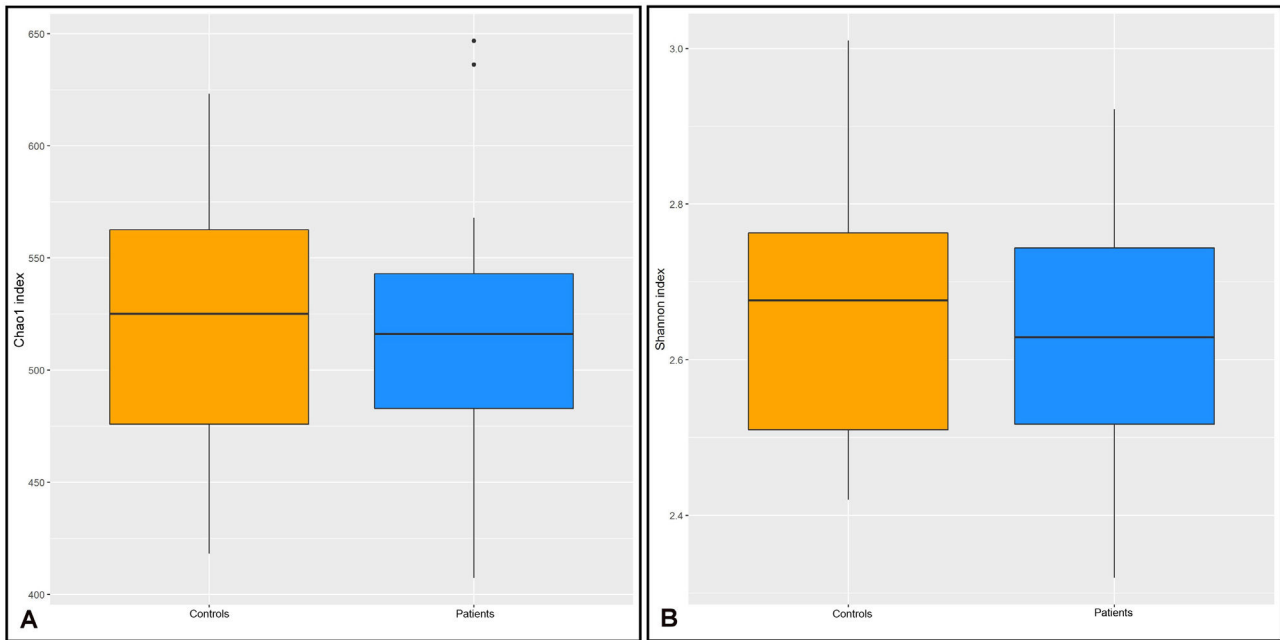 650
600
550
500
450
400
Chao1 index
Controls
Patients
A
3.0
2.8
2.6
2.4
Shannon index
Controls
Patients
B